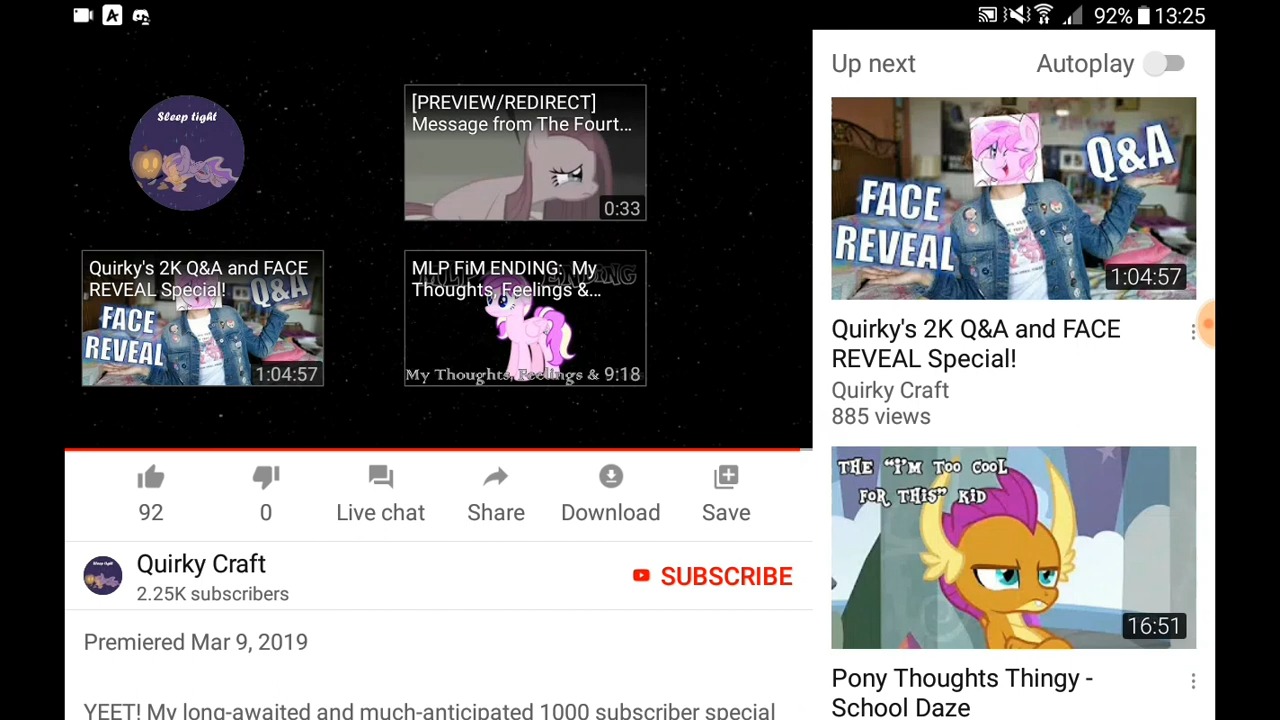 92% 13:25
Sleep tight
[PREVIEW/REDIRECT]
Message from The Fourt...
0:33
Quirky's 2K Q&A and FACE
REVEAL Special!
Q&A
FACE
REVEAL
1:04:57
MLP FiM ENDING: My
Thoughts, Feelings &...
ENDING
My Thoughts, Feelings &
9:18
92
0
Live chat
Share
Download
Save
Quirky Craft
2.25K subscribers
SUBSCRIBE
Premiered Mar 9, 2019
YEET! My long-awaited and much-anticipated 1000 subscriber special
Up next
Autoplay
Q&A
FACE
REVEAL
1:04:57
Quirky's 2K Q&A and FACE
REVEAL Special!
Quirky Craft
885 views
THE "I'M TOO COOL
FOR THIS" KID
16:51
Pony Thoughts Thingy -
School Daze